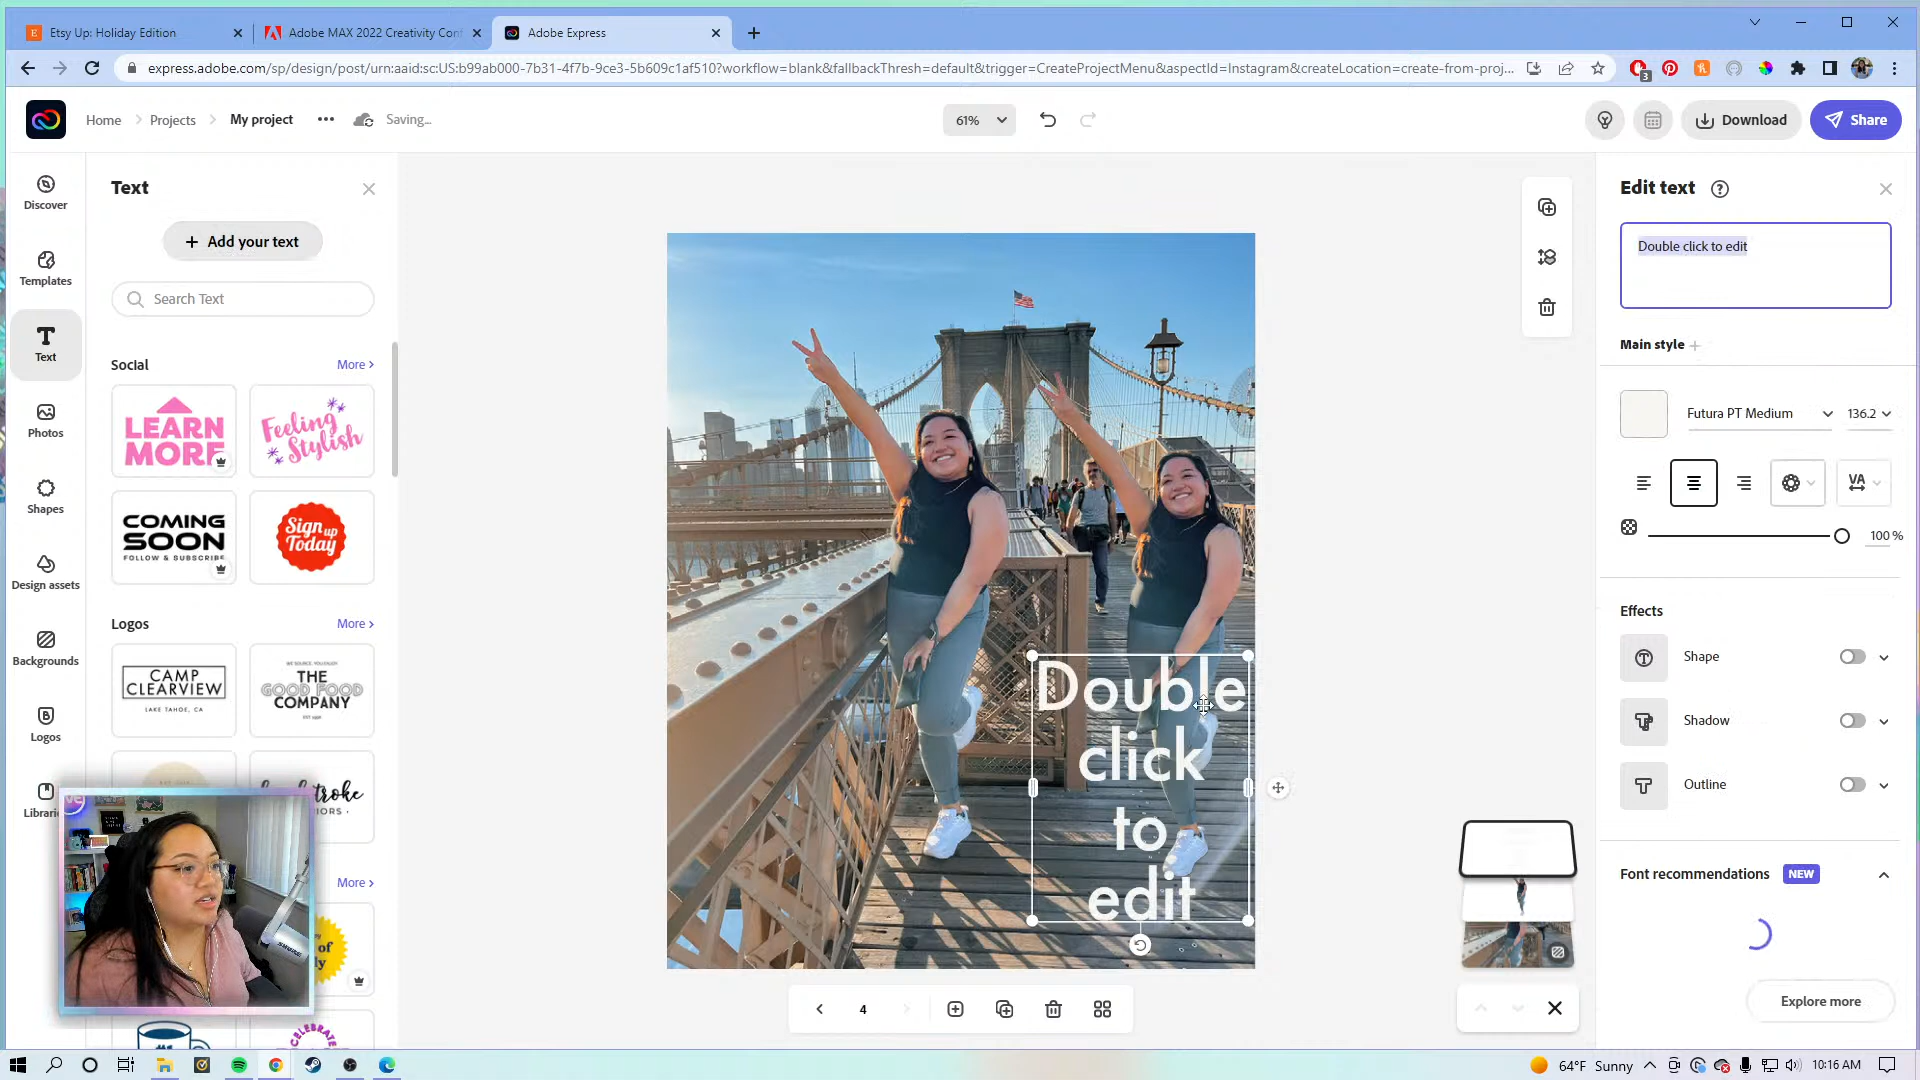 Etsy Up: Holiday Edition
Adobe MAX 2022 Creativity Conf
Adobe Express
express.adobe.com/sp/design/post/urn:aaid:sc:US:b99ab000-7b31-4f7b-9ce3-5b609c1af510?workflow=blank&fallbackThresh=default&trigger=CreateProjectMenu&aspectId=Instagram&createLocation=create-from-proj...
3
Home
Projects
My project
Saving...
61%
Download
Share
Discover
Templates
Text
Photos
Shapes
Design assets
Backgrounds
Logos
Text
Add your text
Search Text
Social
More
LEARN
MORE
Feeling
Stylish
COMING
SOON
FOLLOW & SUBSCRIBE
Sign up
Today
Logos
More
CAMP
CLEARVIEW
LAKE TAHOE, CA
THE
GOOD FOOD
COMPANY
More
CELEBRATE
Double
click
to
edit
4
Edit text
Double click to edit
Main style
Futura PT Medium
136.2
VA
100 %
Effects
Shape
Shadow
Outline
Font recommendations
NEW
Explore more
64°F Sunny
10:16 AM